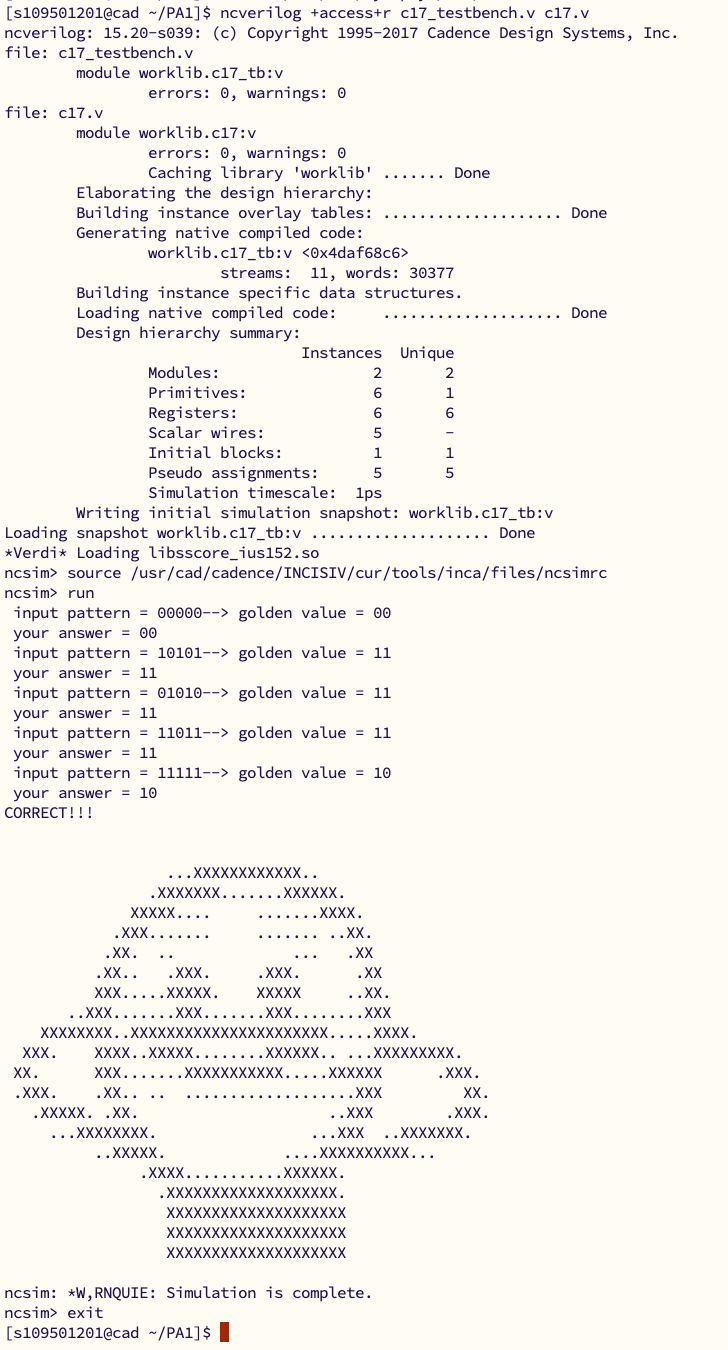 [s109501201@cad ~/PA1]$ ncverilog +access+r c17_testbench.v c17.v
ncverilog: 15.20-s039: (c) Copyright 1995-2017 Cadence Design Systems, Inc.
file: c17_testbench.v
        module worklib.c17_tb:v
                errors: 0, warnings: 0
file: c17.v
        module worklib.c17:v
                errors: 0, warnings: 0
                Caching library 'worklib' ....... Done
        Elaborating the design hierarchy:
        Building instance overlay tables: .................... Done
        Generating native compiled code:
                worklib.c17_tb:v <0x4daf68c6>
                        streams:  11, words: 30377
        Building instance specific data structures.
        Loading native compiled code:     .................... Done
        Design hierarchy summary:
                                 Instances  Unique
                Modules:                 2       2
                Primitives:              6       1
                Registers:               6       6
                Scalar wires:            5       -
                Initial blocks:          1       1
                Pseudo assignments:      5       5
                Simulation timescale:  1ps
        Writing initial simulation snapshot: worklib.c17_tb:v
Loading snapshot worklib.c17_tb:v .................... Done
*Verdi* Loading libsscore_ius152.so
ncsim> source /usr/cad/cadence/INCISIV/cur/tools/inca/files/ncsimrc
ncsim> run
 input pattern = 00000--> golden value = 00
 your answer = 00
 input pattern = 10101--> golden value = 11
 your answer = 11
 input pattern = 01010--> golden value = 11
 your answer = 11
 input pattern = 11011--> golden value = 11
 your answer = 11
 input pattern = 11111--> golden value = 10
 your answer = 10
CORRECT!!!
                  ...XXXXXXXXXXXX..
                .XXXXXXX.......XXXXXX.
              XXXXX....     .......XXXX.
            .XXX.......     ....... ..XX.
           .XX.  ..             ...   .XX
          .XX..   .XXX.     .XXX.      .XX
          XXX.....XXXXX.    XXXXX     ..XX.
       ..XXX.......XXX.......XXX........XXX
    XXXXXXXX..XXXXXXXXXXXXXXXXXXXXXX.....XXXX.
  XXX.    XXXX..XXXXX........XXXXXX.. ...XXXXXXXXX.
 XX.      XXX.......XXXXXXXXXXX.....XXXXXX      .XXX.
 .XXX.    .XX.. ..  ...................XXX         XX.
   .XXXXX. .XX.                     ..XXX        .XXX.
     ...XXXXXXXX.                 ...XXX  ..XXXXXXX.
          ..XXXXX.             ....XXXXXXXXXX...
               .XXXX...........XXXXXX.
                 .XXXXXXXXXXXXXXXXXXX.
                  XXXXXXXXXXXXXXXXXXXX
                  XXXXXXXXXXXXXXXXXXXX
                  XXXXXXXXXXXXXXXXXXXX
ncsim: *W,RNQUIE: Simulation is complete.
ncsim> exit
[s109501201@cad ~/PA1]$